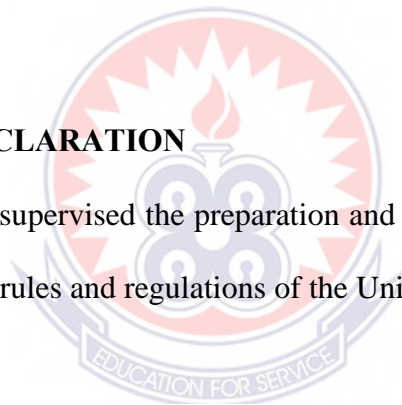 CLARATION
supervised the preparation and
rules and regulations of the Uni
EDUCATION FOR SERVICE